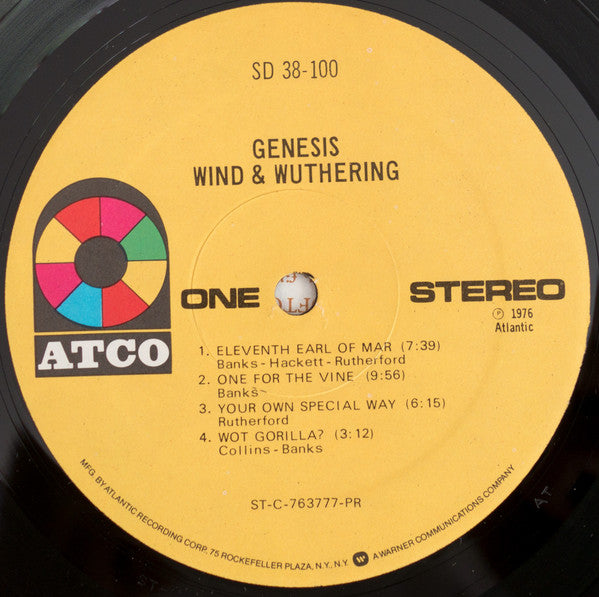 SD 38-100
GENESIS
WIND & WUTHERING
ATCO
ONE
STEREO
℗ 1976
Atlantic
1. ELEVENTH EARL OF MAR (7:39)
Banks-Hackett-Rutherford
2. ONE FOR THE VINE (9:56)
Banks
3. YOUR OWN SPECIAL WAY (6:15)
Rutherford
4. WOT GORILLA? (3:12)
Collins-Banks
ST-C-763777-PR
MFG. BY ATLANTIC RECORDING CORP. 75 ROCKEFELLER PLAZA, N.Y. N.Y. A WARNER COMMUNICATIONS COMPANY
AT